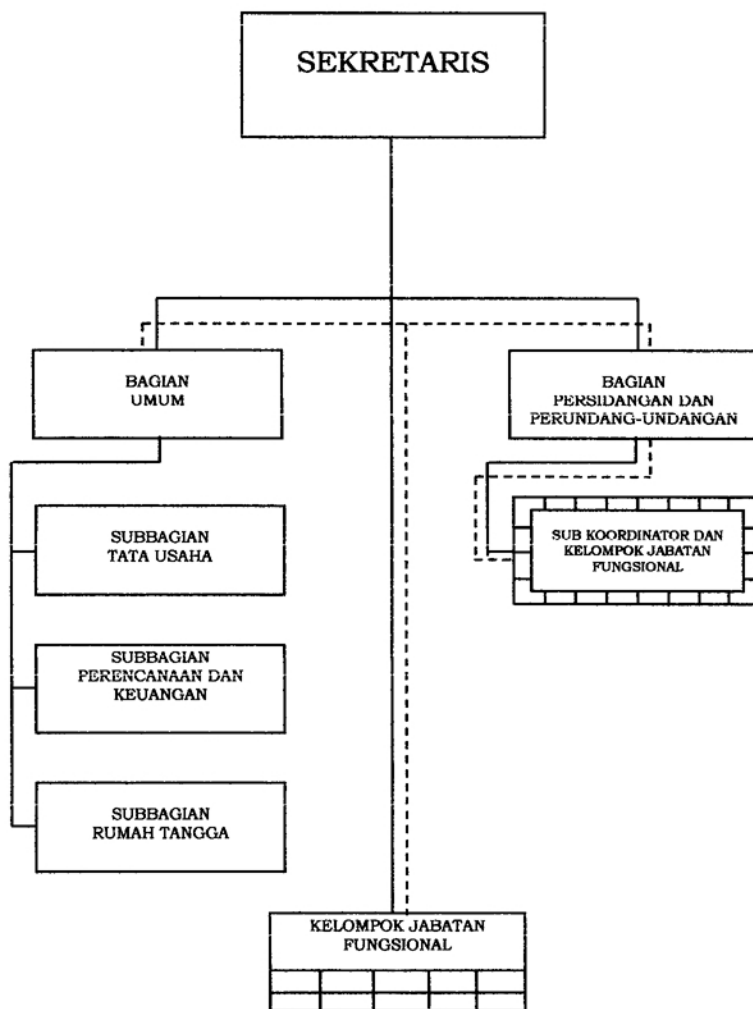 SEKRETARIS
BAGIAN
UMUM
BAGIAN
PERSIDANGAN DAN
PERUNDANG-UNDANGAN
SUBBAGIAN
TATA USAHA
SUB KOORDINATOR DAN
KELOMPOK JABATAN
FUNGSIONAL
SUBBAGIAN
PERENCANAAN DAN
KEUANGAN
SUBBAGIAN
RUMAH TANGGA
KELOMPOK JABATAN
FUNGSIONAL